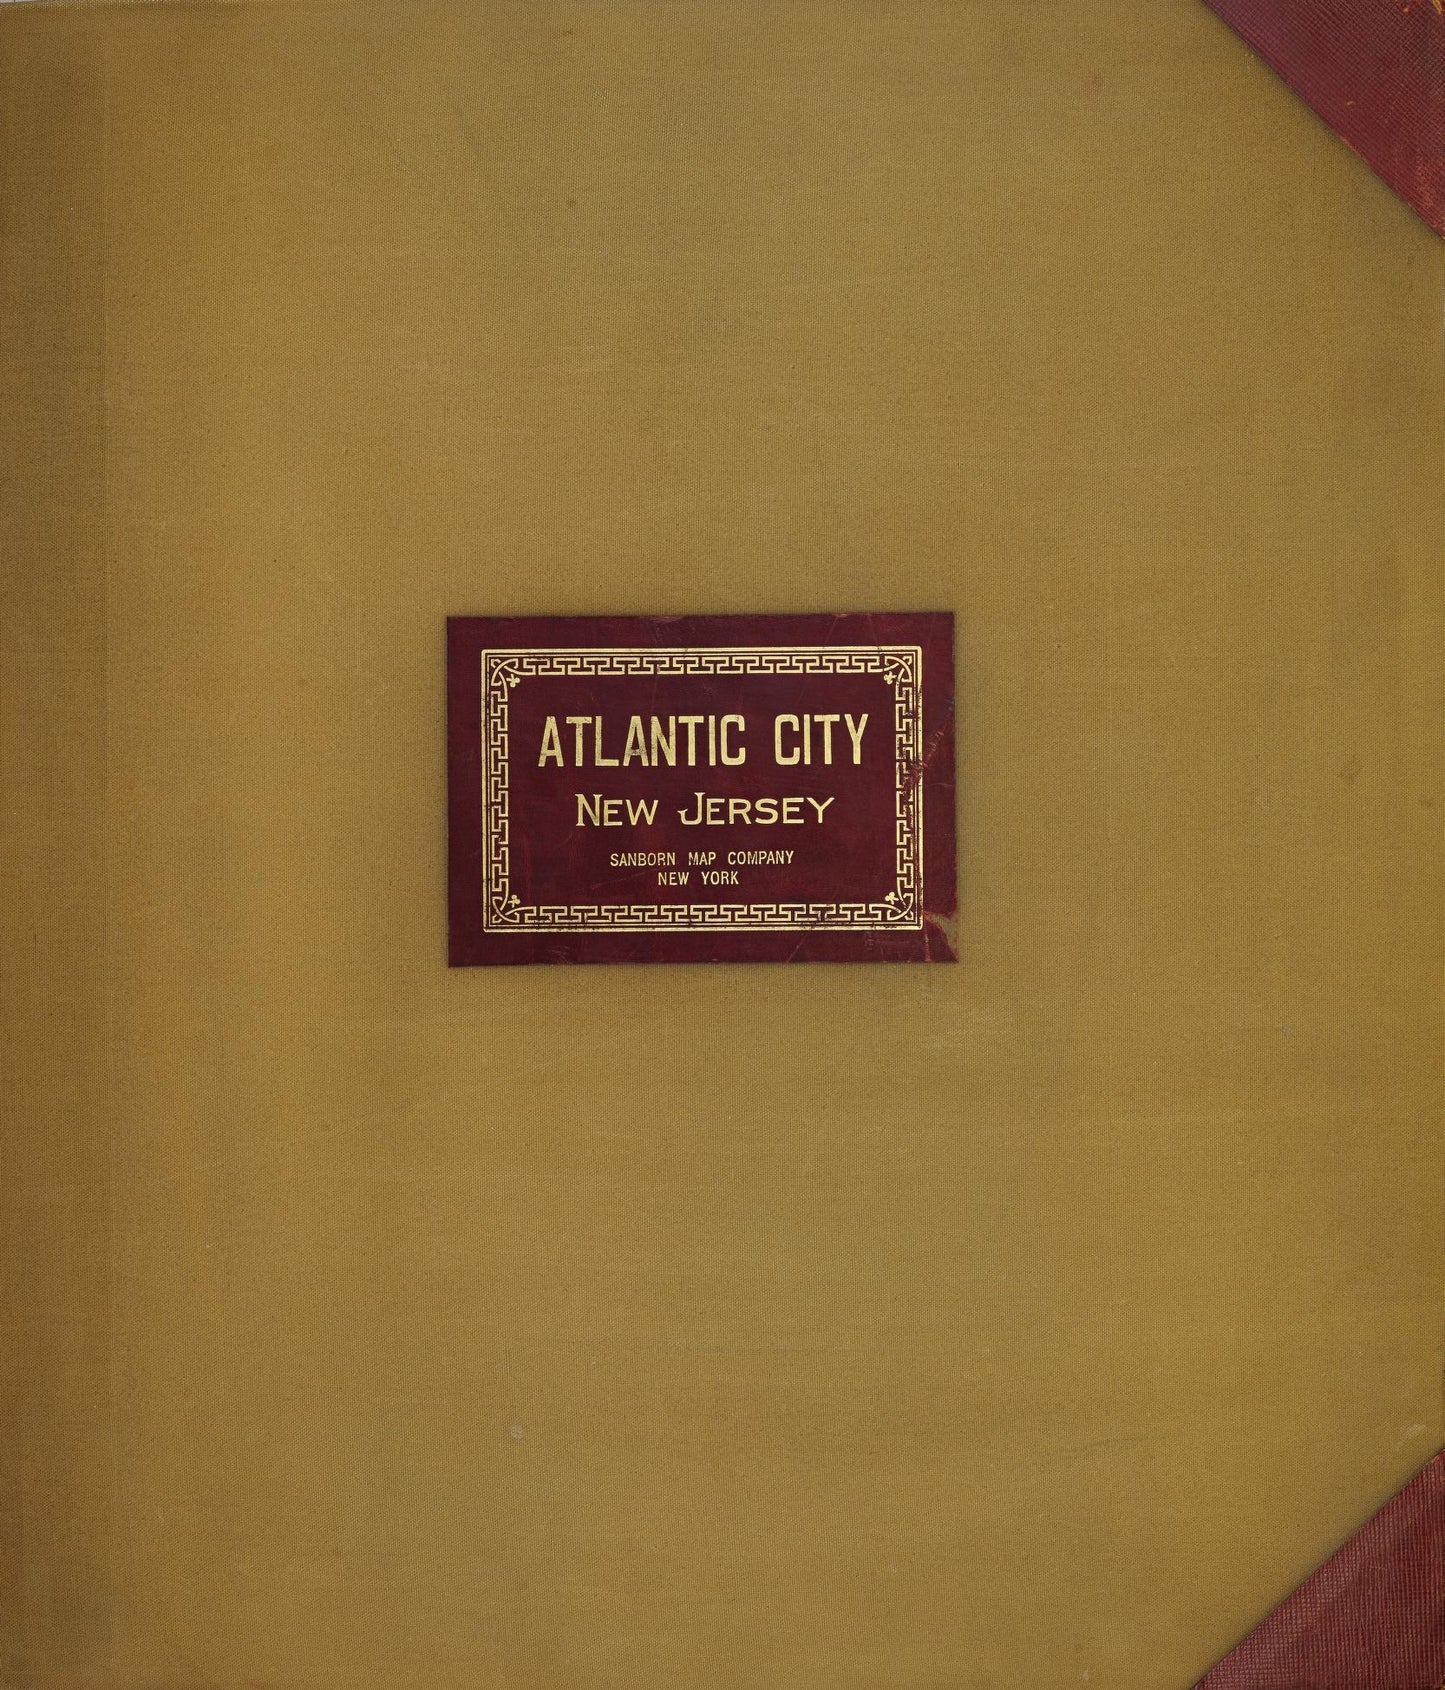 ATLANTIC CITY
NEW JERSEY
SANBORN MAP COMPANY
NEW YORK